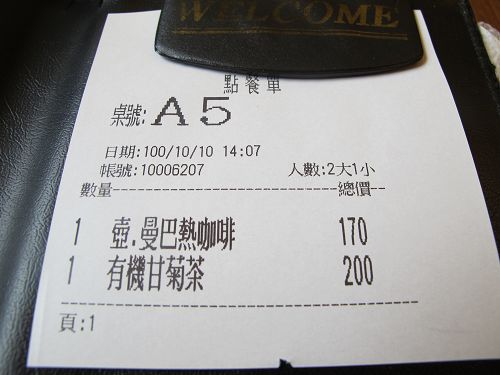 WELCOME
點餐單
桌號:A5
日期:100/10/10 14:07
帳號:10006207 人數:2大1小
數量------------------------------總價--
1 壺.曼巴熱咖啡 170
1 有機甘菊茶 200
頁:1